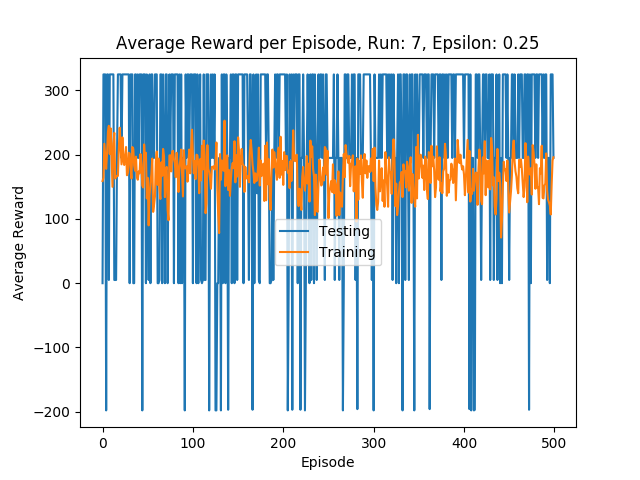 Average Reward per Episode, Run: 7, Epsilon: 0.25
300
200
100
0
−100
−200
Average Reward
Testing
Training
0
100
200
300
400
500
Episode